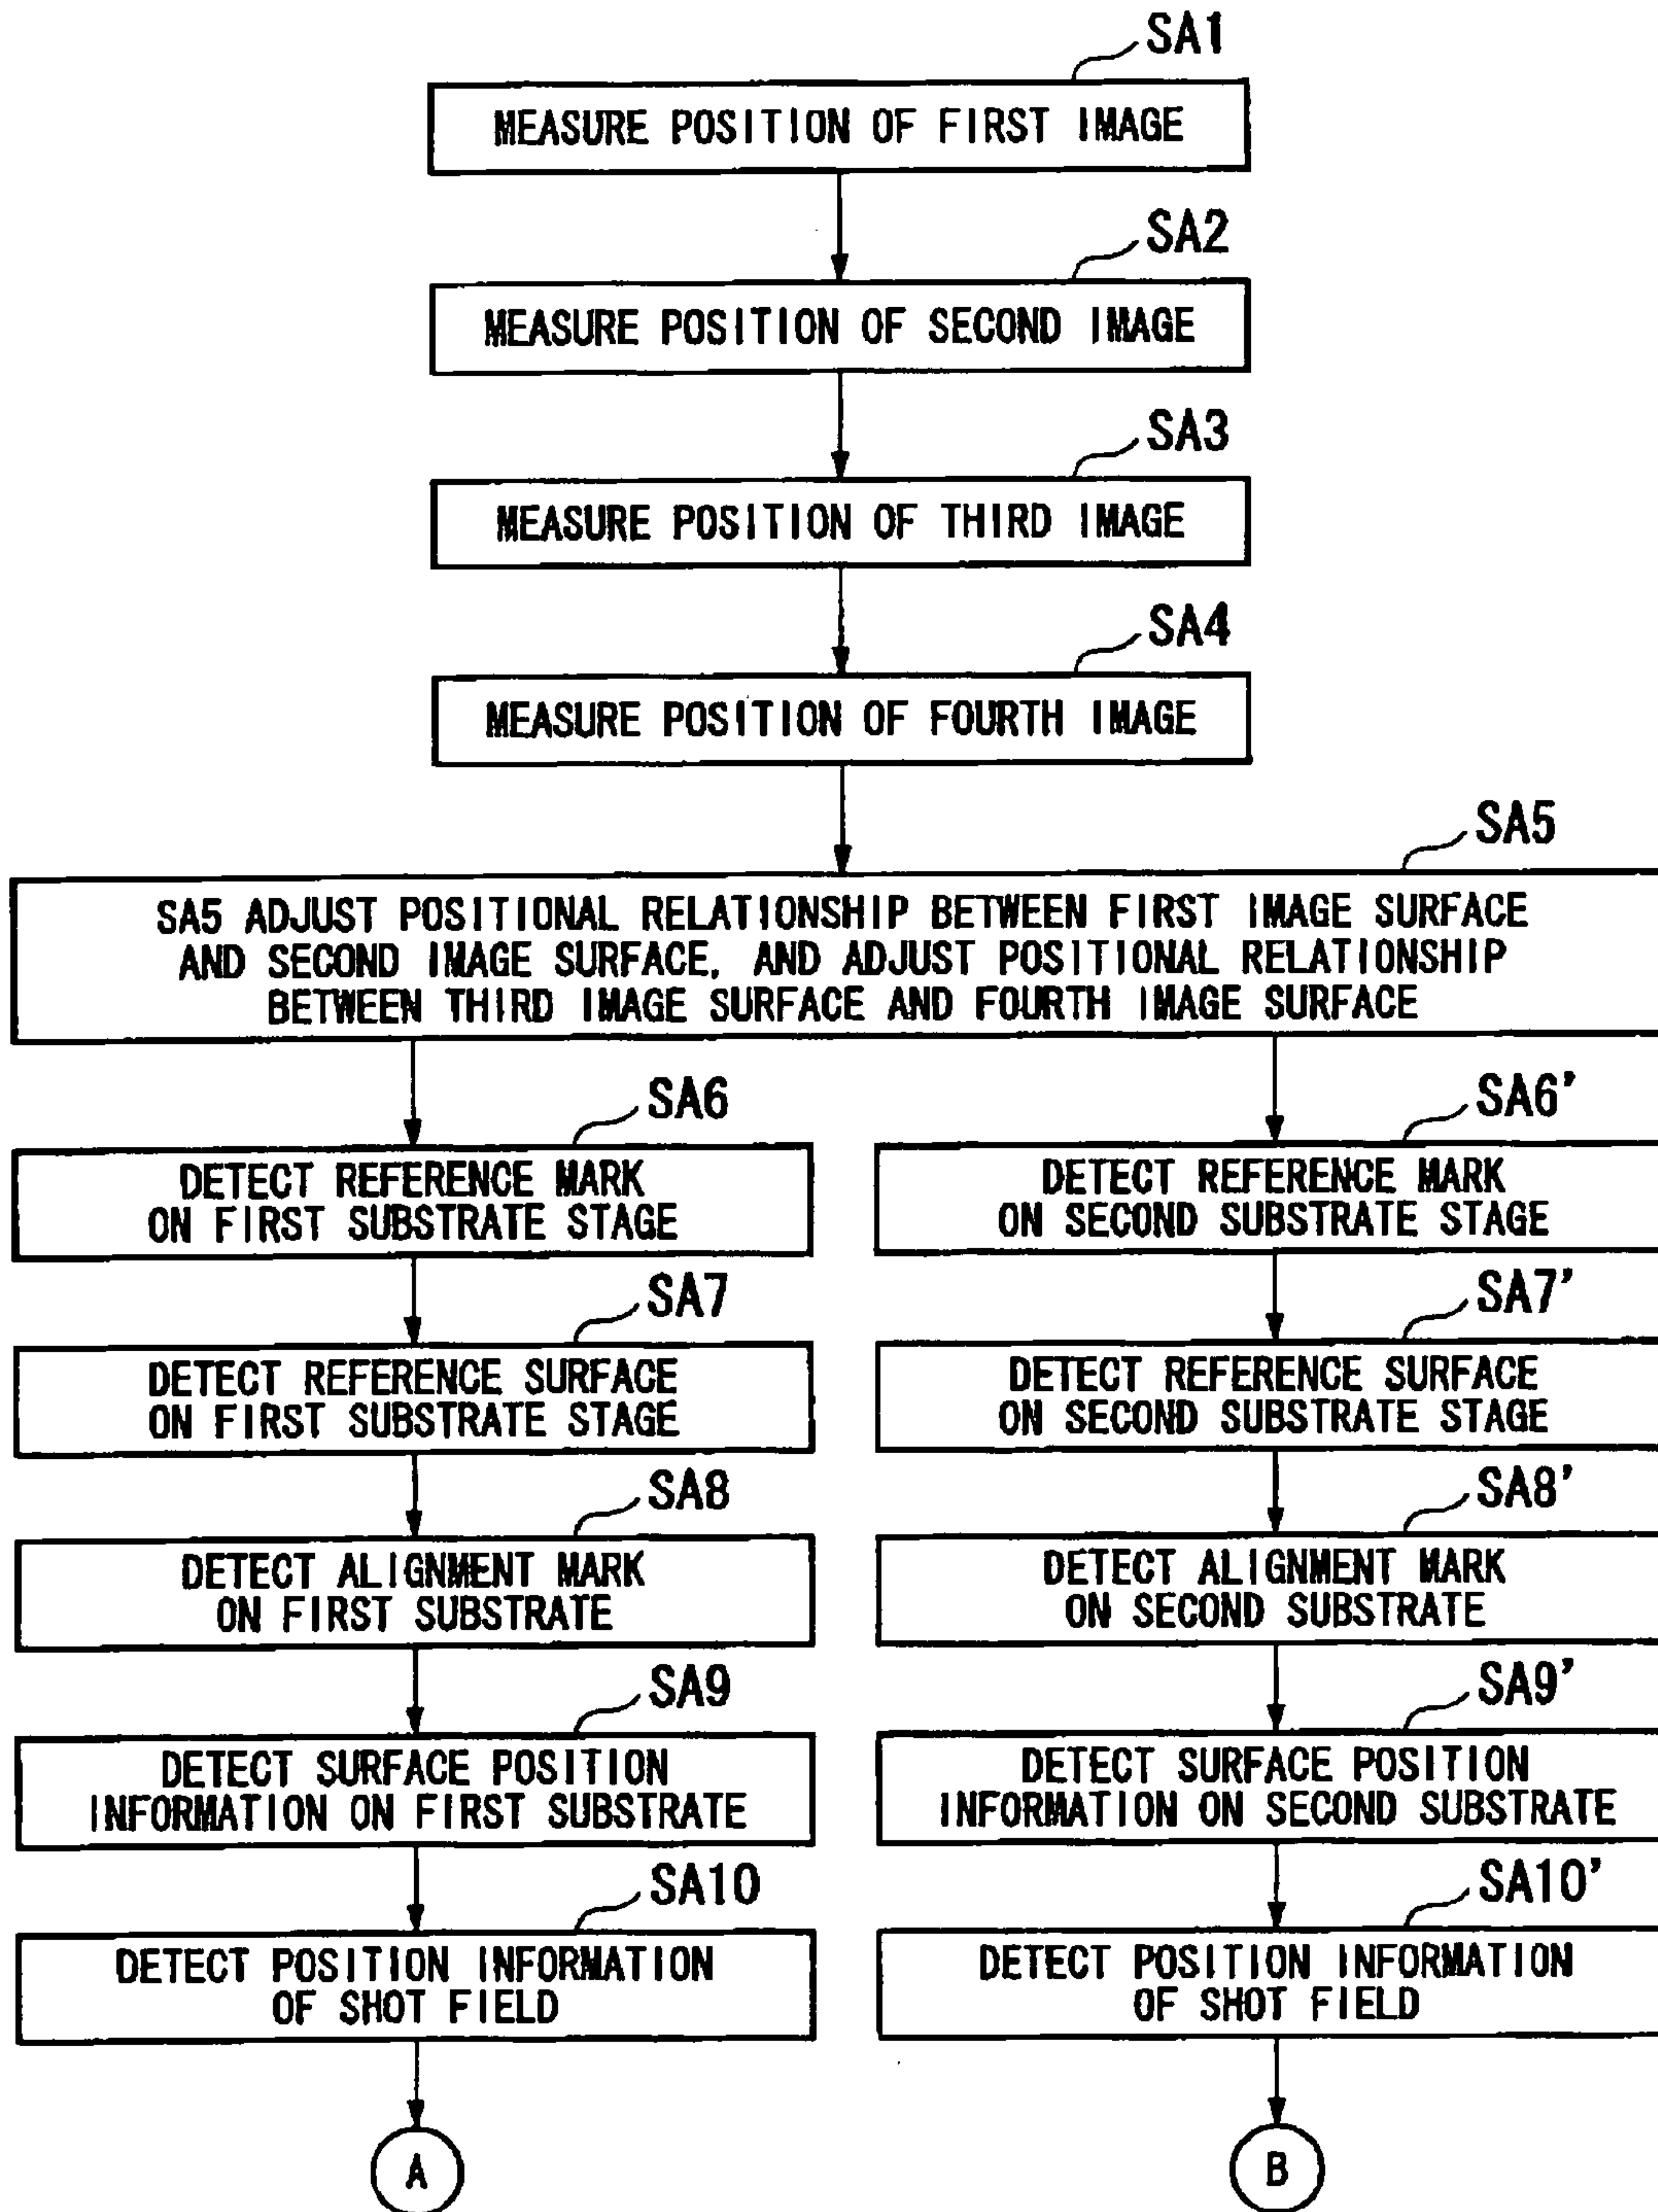 SA1
MEASURE POSITION OF FIRST IMAGE
SA2
MEASURE POSITION OF SECOND IMAGE
SA3
MEASURE POSITION OF THIRD IMAGE
SA4
MEASURE POSITION OF FOURTH IMAGE
SA5
SA5 ADJUST POSITIONAL RELATIONSHIP BETWEEN FIRST IMAGE SURFACE
AND SECOND IMAGE SURFACE, AND ADJUST POSITIONAL RELATIONSHIP
BETWEEN THIRD IMAGE SURFACE AND FOURTH IMAGE SURFACE
SA6
DETECT REFERENCE MARK
ON FIRST SUBSTRATE STAGE
SA7
DETECT REFERENCE SURFACE
ON FIRST SUBSTRATE STAGE
SA8
DETECT ALIGNMENT MARK
ON FIRST SUBSTRATE
SA9
DETECT SURFACE POSITION
INFORMATION ON FIRST SUBSTRATE
SA10
DETECT POSITION INFORMATION
OF SHOT FIELD
A
SA6'
DETECT REFERENCE MARK
ON SECOND SUBSTRATE STAGE
SA7'
DETECT REFERENCE SURFACE
ON SECOND SUBSTRATE STAGE
SA8'
DETECT ALIGNMENT MARK
ON SECOND SUBSTRATE
SA9'
DETECT SURFACE POSITION
INFORMATION ON SECOND SUBSTRATE
SA10'
DETECT POSITION INFORMATION
OF SHOT FIELD
B